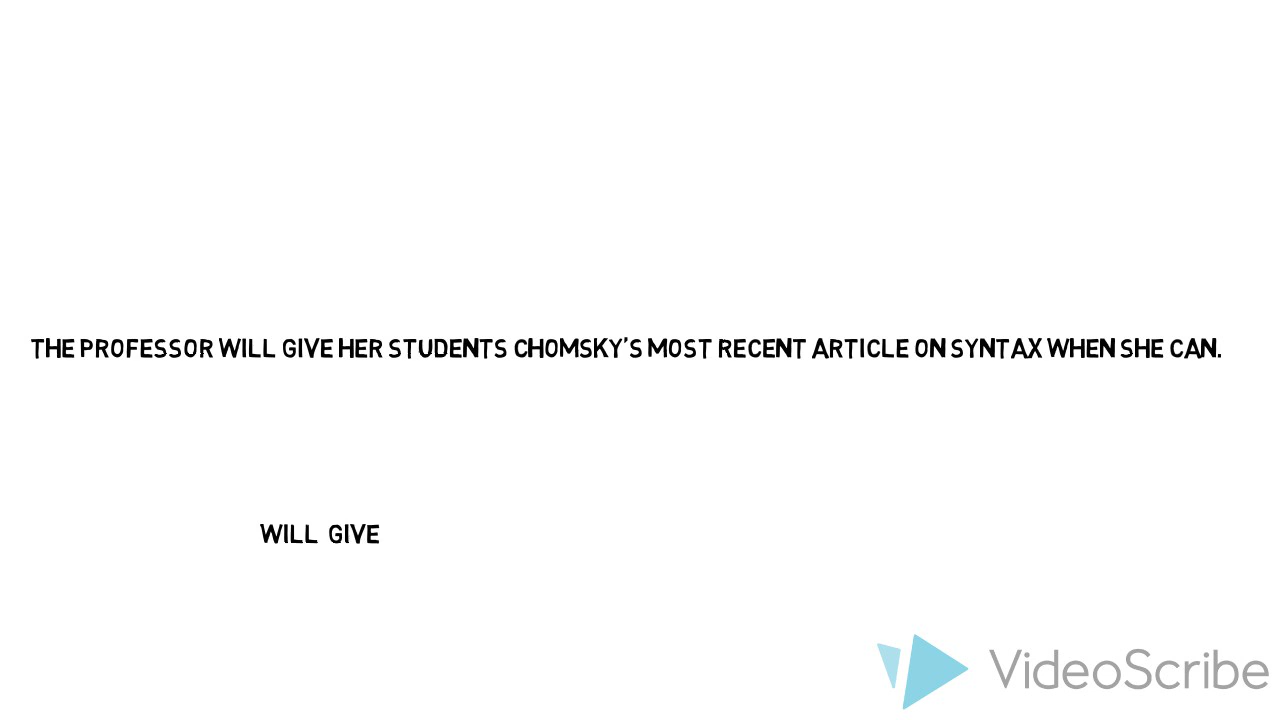 THE PROFESSOR WILL GIVE HER STUDENTS CHOMSKY'S MOST RECENT ARTICLE ON SYNTAX WHEN SHE CAN.
WILL GIVE
VideoScribe